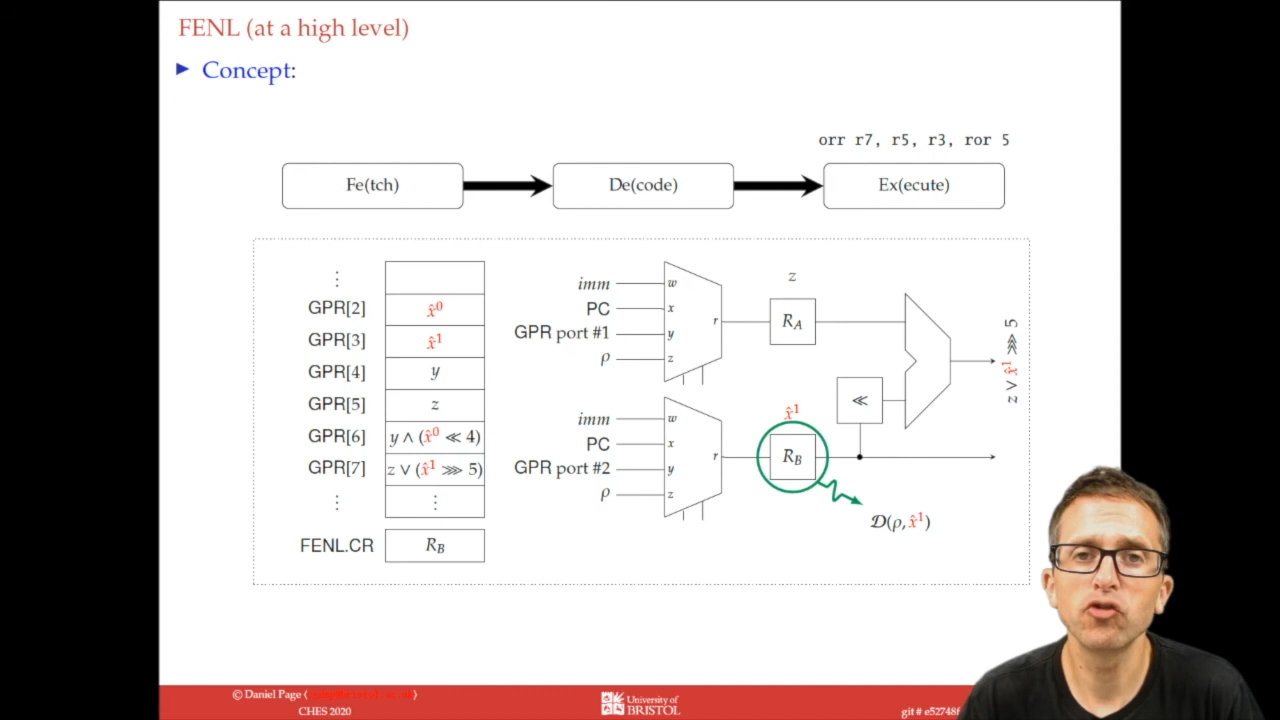 FENL (at a high level)
▶ Concept:
orr r7, r5, r3, ror 5
Fe(tch)
De(code)
Ex(ecute)
⋮
GPR[2] x̂⁰
GPR[3] x̂¹
GPR[4] y
GPR[5] z
GPR[6] y ∧ (x̂⁰ ≪ 4)
GPR[7] z ∨ (x̂¹ ⋙ 5)
⋮ ⋮
FENL.CR R_B
imm w
PC x
GPR port #1 y
ρ z
r
z
R_A
imm w
PC x
GPR port #2 y
ρ z
r
x̂¹
R_B
≪
z ∨ x̂¹ ⋙ 5
𝒟(ρ, x̂¹)
© Daniel Page (
)
CHES 2020
University of
BRISTOL
git # e52748f